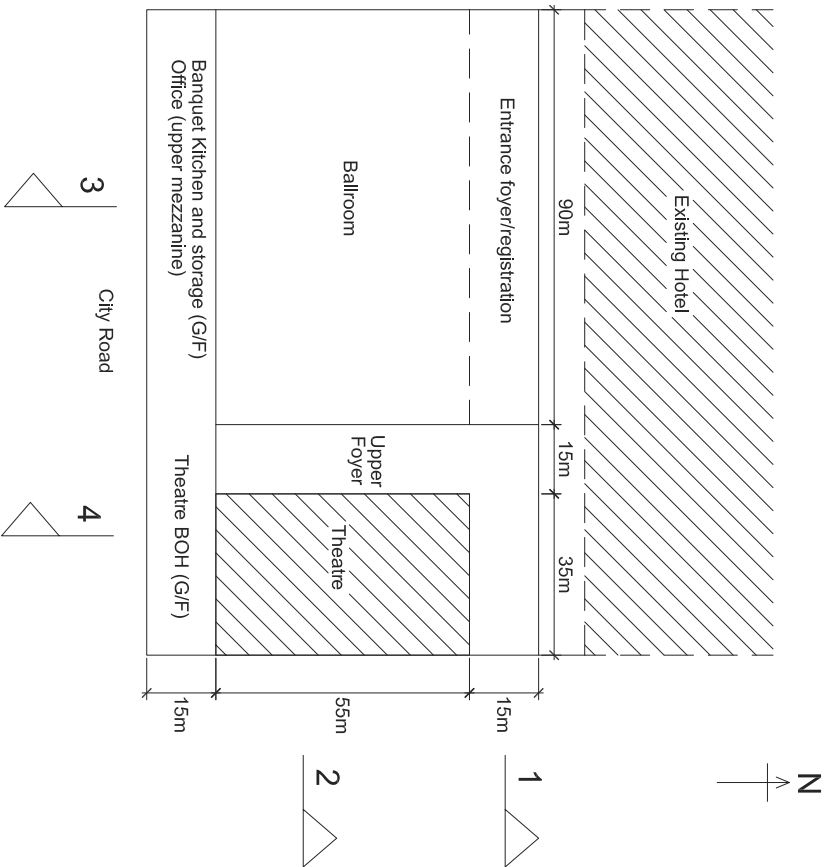 N
Existing Hotel
90m
15m
35m
1
Entrance foyer/registration
15m
Upper
Foyer
Ballroom
Theatre
55m
2
Banquet Kitchen and storage (G/F)
Office (upper mezzanine)
Theatre BOH (G/F)
15m
City Road
3
4